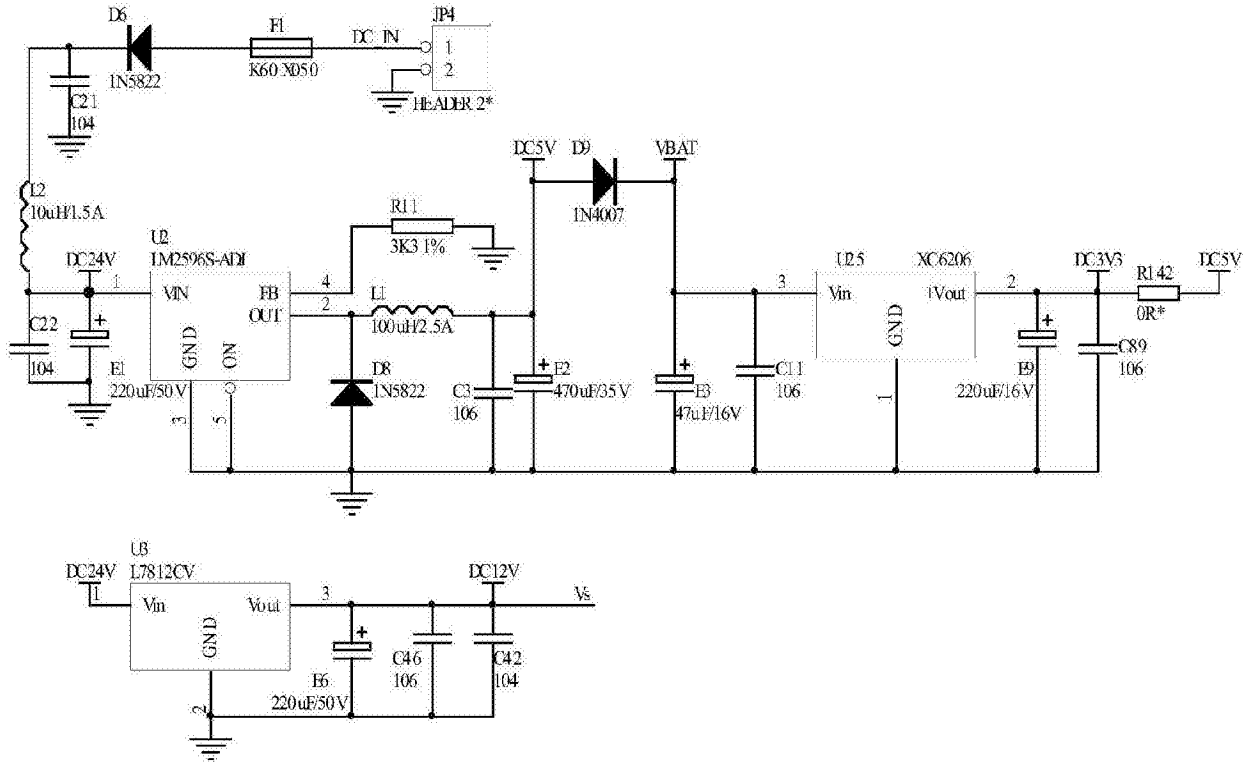 D6
F1
JP4
DC_IN
1
2
1N5822
K60 X050
HEADER 2*
C21
104
L2
10uH/1.5A
DC5V
D9
VBAT
1N4007
R11
3K3 1%
U2
LM2596S-ADJ
DC24V
1
VIN
FB
4
OUT
2
GND
ON
3
5
L1
100uH/2.5A
U25
XC6206
3
Vin
+Vout
2
GND
1
DC3V3
R142
0R*
DC5V
C22
104
+
E1
220uF/50V
D8
1N5822
C3
106
+
E2
470uF/35V
+
E3
47uF/16V
C11
106
+
E9
220uF/16V
C89
106
U3
L7812CV
DC24V
1
Vin
Vout
3
GND
2
DC12V
Vs
+
E6
220uF/50V
C46
106
C42
104